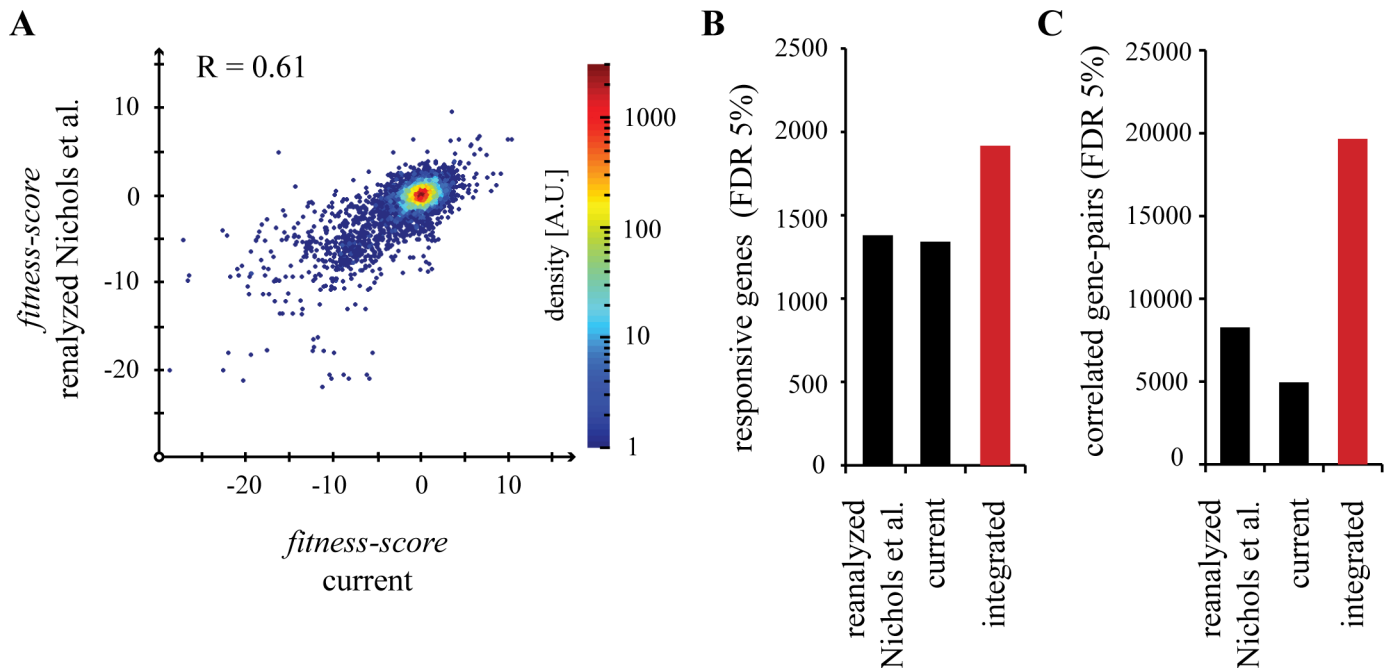 A
R = 0.61
fitness-score
renalyzed Nichols et al.
10
0
-10
-20
-20
-10
0
10
fitness-score
current
density [A.U.]
1000
100
10
1
B
responsive genes (FDR 5%)
2500
2000
1500
1000
500
0
reanalyzed
Nichols et al.
current
integrated
C
correlated gene-pairs (FDR 5%)
25000
20000
15000
10000
5000
0
reanalyzed
Nichols et al.
current
integrated